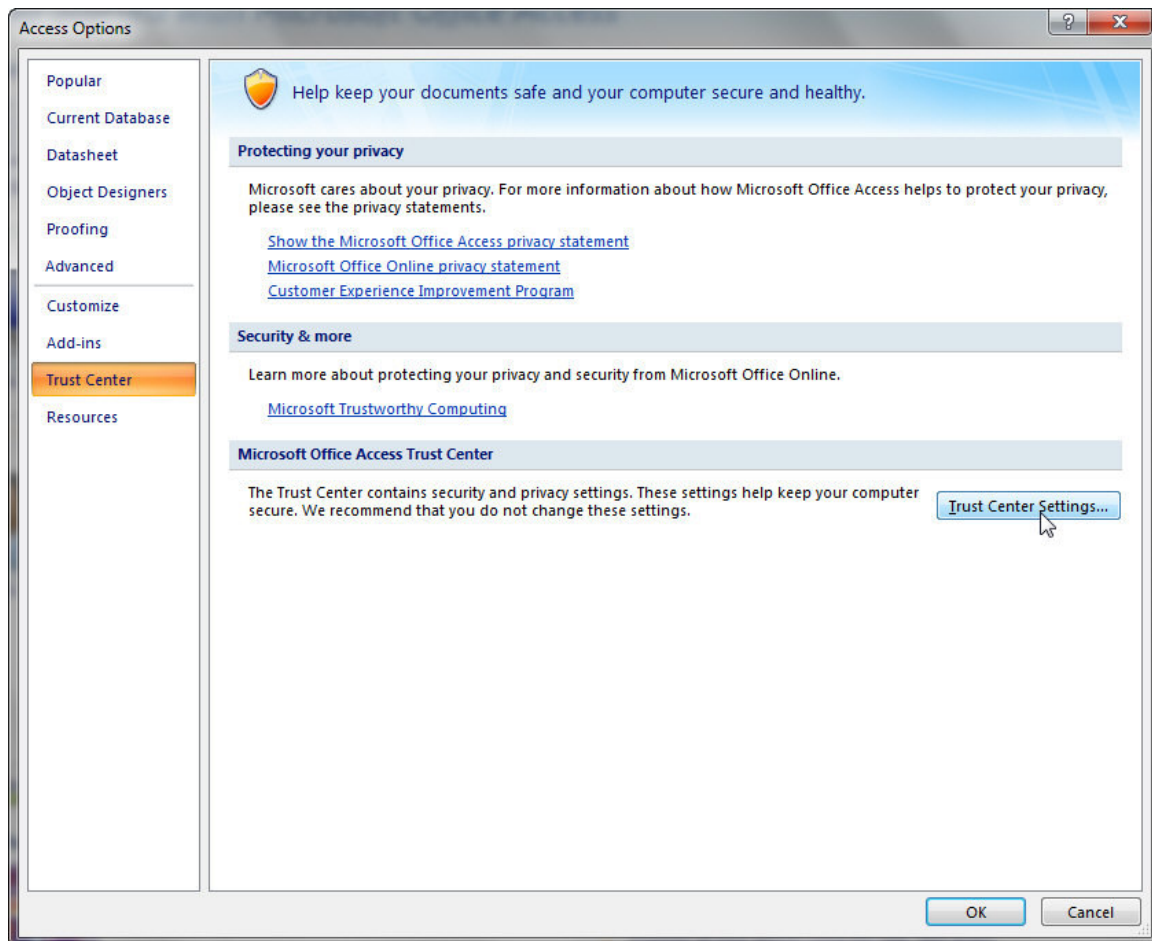 Access Options
Popular
Current Database
Datasheet
Object Designers
Proofing
Advanced
Customize
Add-ins
Trust Center
Resources
Help keep your documents safe and your computer secure and healthy.
Protecting your privacy
Microsoft cares about your privacy. For more information about how Microsoft Office Access helps to protect your privacy,
please see the privacy statements.
Show the Microsoft Office Access privacy statement
Microsoft Office Online privacy statement
Customer Experience Improvement Program
Security & more
Learn more about protecting your privacy and security from Microsoft Office Online.
Microsoft Trustworthy Computing
Microsoft Office Access Trust Center
The Trust Center contains security and privacy settings. These settings help keep your computer
secure. We recommend that you do not change these settings.
Trust Center Settings...
OK
Cancel